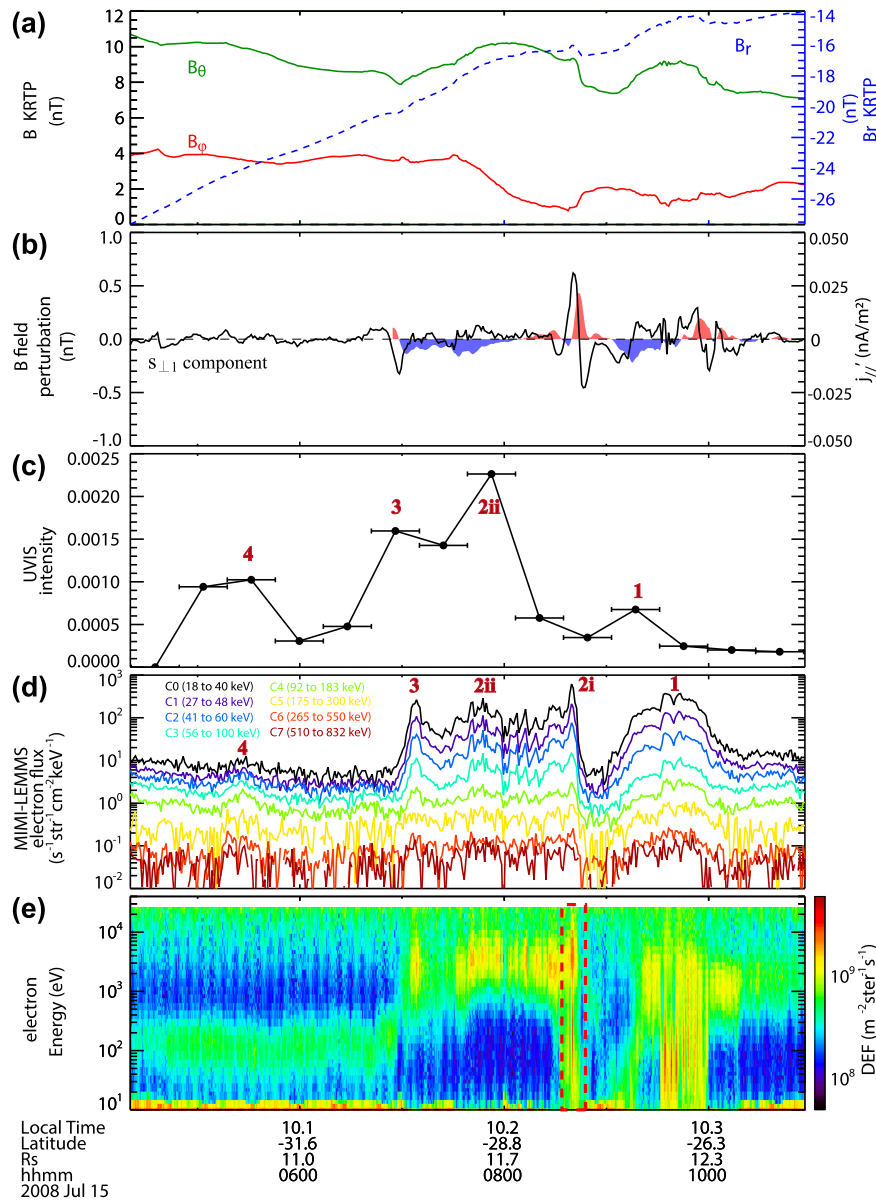 (a)
12
10
8
6
4
2
0
B KRTP
(nT)
Bθ
Bφ
Br
-14
-16
-18
-20
-22
-24
-26
Br KRTP
(nT)
(b)
1.0
0.5
0.0
-0.5
-1.0
B field
perturbation
(nT)
S⊥1 component
0.050
0.025
0
-0.025
-0.050
j//′ (nA/m²)
(c)
0.0025
0.0020
0.0015
0.0010
0.0005
0.0000
UVIS
intensity
4
3
2ii
1
(d)
10³
10²
10¹
10⁰
10⁻¹
10⁻²
MIMI-LEMMS
electron flux
(s⁻¹str⁻¹cm⁻²keV⁻¹)
C0 (18 to 40 keV) C4 (92 to 183 keV)
C1 (27 to 48 keV) C5 (175 to 300 keV)
C2 (41 to 60 keV) C6 (265 to 550 keV)
C3 (56 to 100 keV) C7 (510 to 832 keV)
4
3
2ii
2i
1
(e)
10⁴
10³
10²
10¹
electron
Energy (eV)
10⁹
10⁸
DEF (m⁻²ster⁻¹s⁻¹)
Local Time 10.1 10.2 10.3
Latitude -31.6 -28.8 -26.3
Rs 11.0 11.7 12.3
hhmm 0600 0800 1000
2008 Jul 15